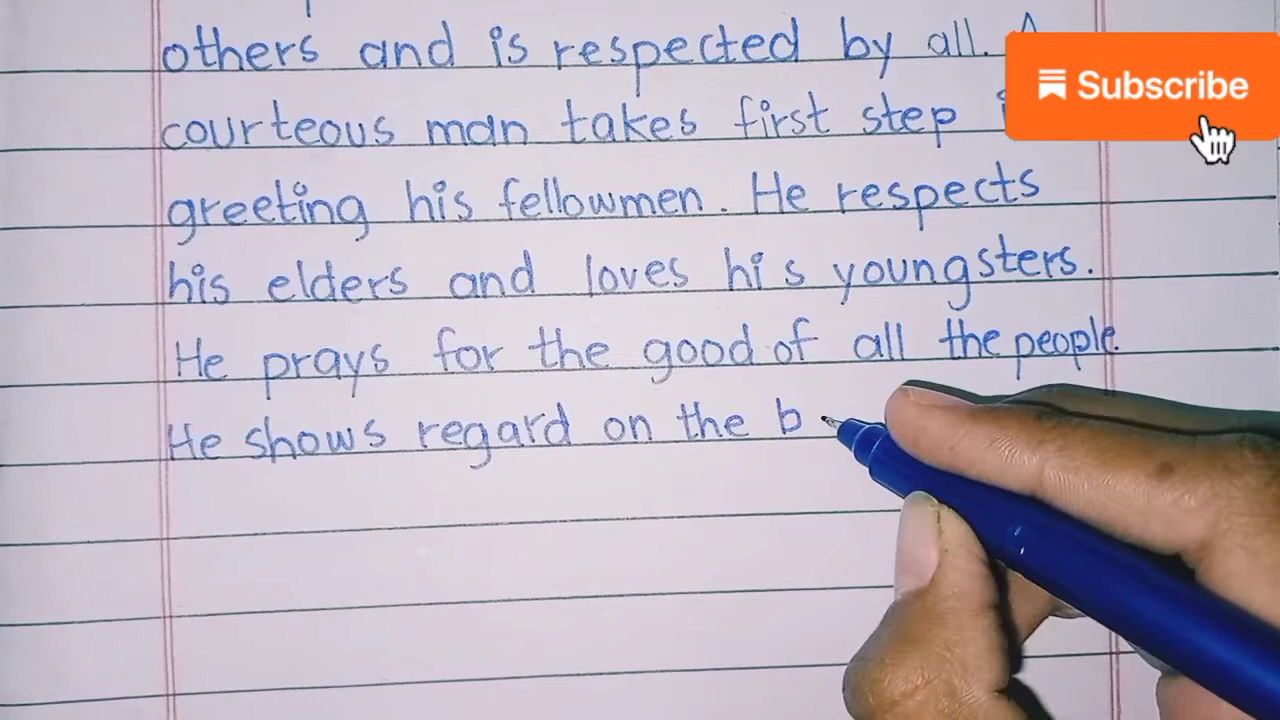 others and is respected by all. A
Subscribe
courteous man takes first step
greeting his fellowmen. He respects
his elders and loves his youngsters.
He prays for the good of all the people.
He shows regard on the b